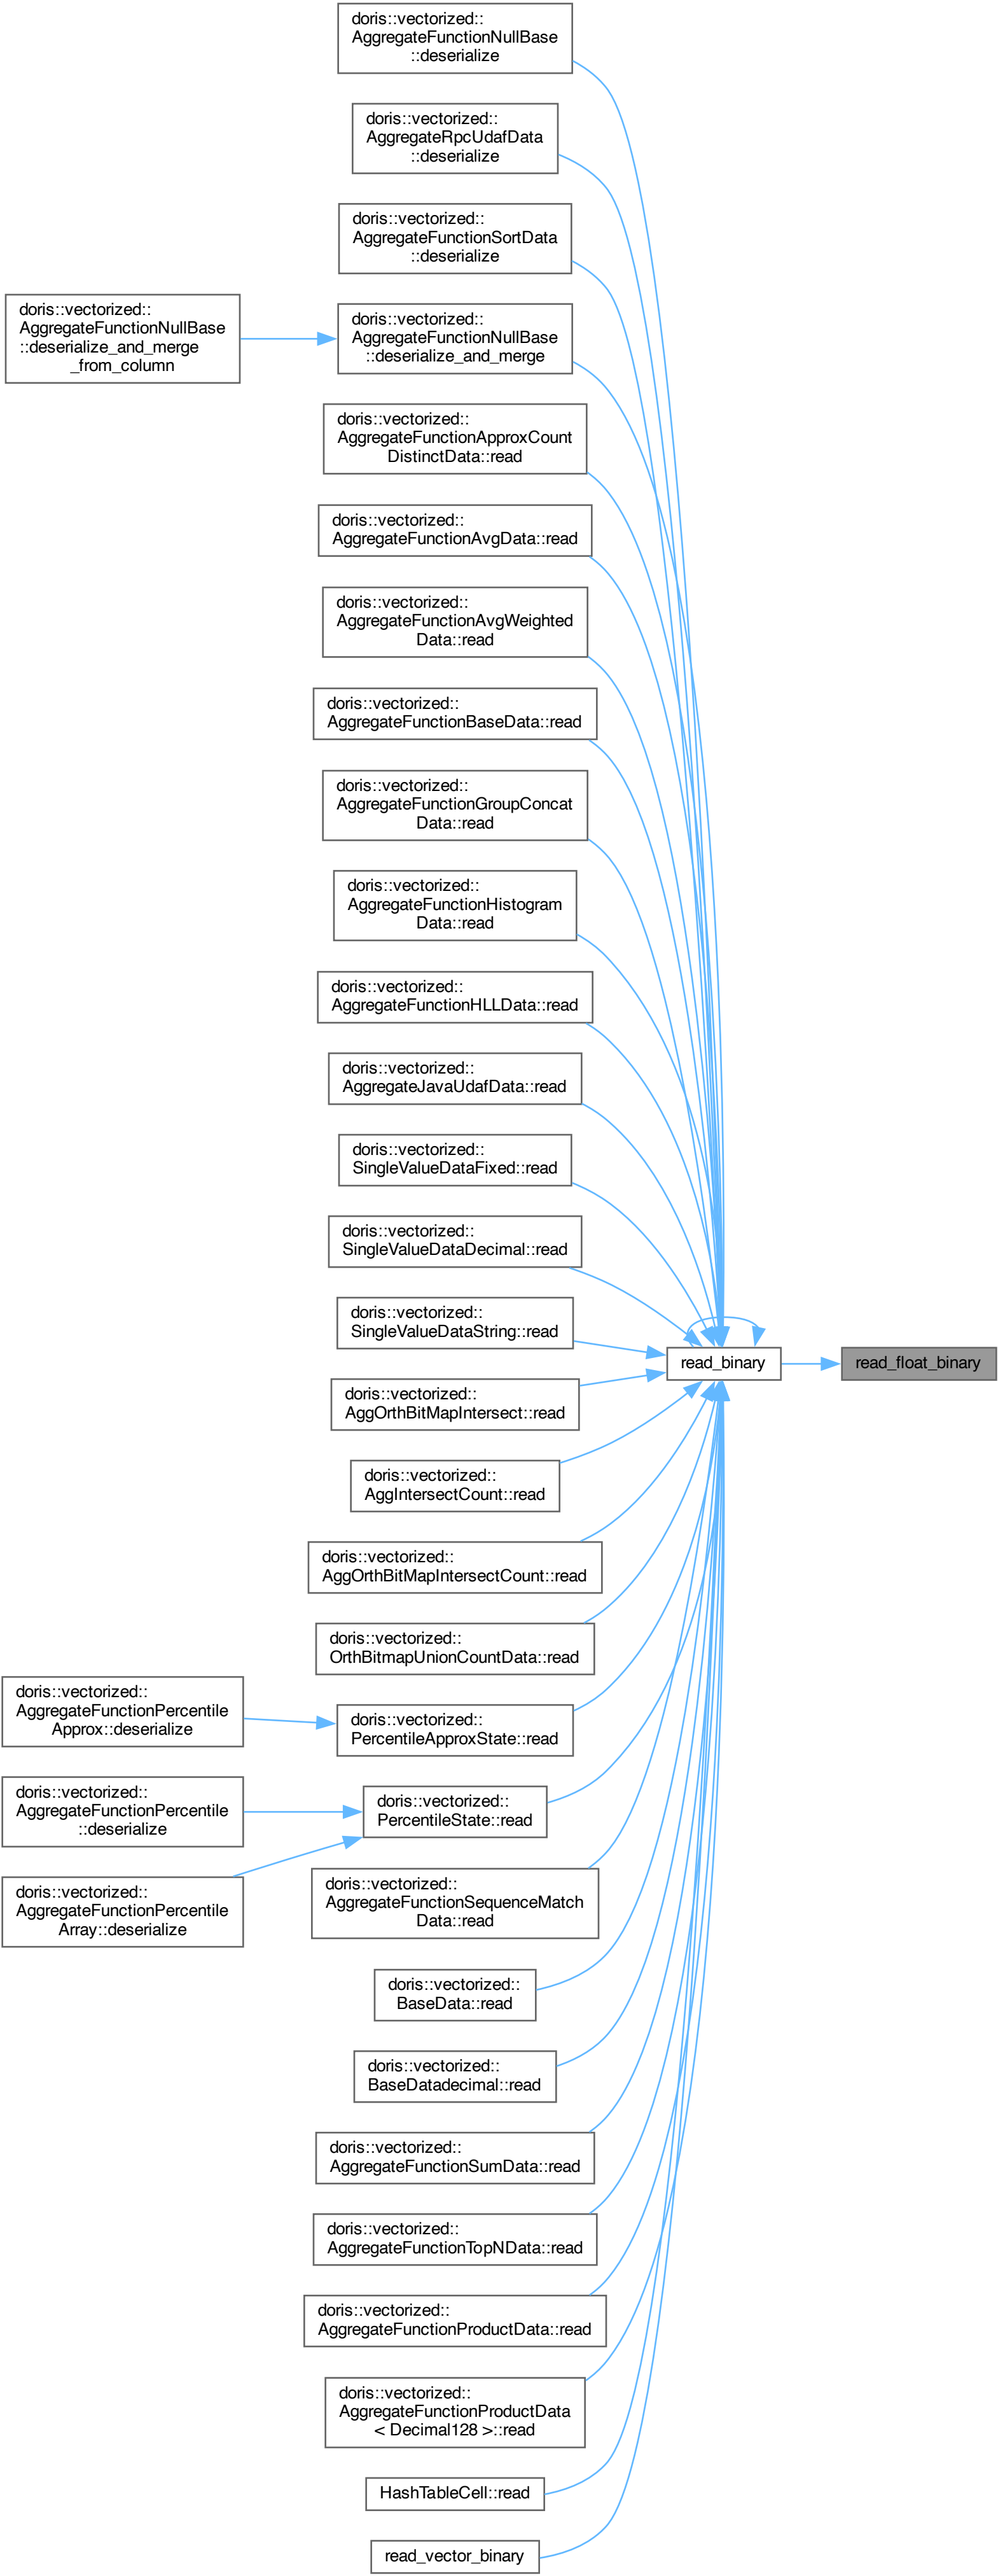 doris::vectorized::
AggregateFunctionNullBase
::deserialize
doris::vectorized::
AggregateRpcUdafData
::deserialize
doris::vectorized::
AggregateFunctionSortData
::deserialize
doris::vectorized::
AggregateFunctionNullBase
::deserialize_and_merge
_from_column
doris::vectorized::
AggregateFunctionNullBase
::deserialize_and_merge
doris::vectorized::
AggregateFunctionApproxCount
DistinctData::read
doris::vectorized::
AggregateFunctionAvgData::read
doris::vectorized::
AggregateFunctionAvgWeighted
Data::read
doris::vectorized::
AggregateFunctionBaseData::read
doris::vectorized::
AggregateFunctionGroupConcat
Data::read
doris::vectorized::
AggregateFunctionHistogram
Data::read
doris::vectorized::
AggregateFunctionHLLData::read
doris::vectorized::
AggregateJavaUdafData::read
doris::vectorized::
SingleValueDataFixed::read
doris::vectorized::
SingleValueDataDecimal::read
doris::vectorized::
SingleValueDataString::read
read_binary
read_float_binary
doris::vectorized::
AggOrthBitMapIntersect::read
doris::vectorized::
AggIntersectCount::read
doris::vectorized::
AggOrthBitMapIntersectCount::read
doris::vectorized::
OrthBitmapUnionCountData::read
doris::vectorized::
AggregateFunctionPercentile
Approx::deserialize
doris::vectorized::
PercentileApproxState::read
doris::vectorized::
AggregateFunctionPercentile
::deserialize
doris::vectorized::
PercentileState::read
doris::vectorized::
AggregateFunctionPercentile
Array::deserialize
doris::vectorized::
AggregateFunctionSequenceMatch
Data::read
doris::vectorized::
BaseData::read
doris::vectorized::
BaseDatadecimal::read
doris::vectorized::
AggregateFunctionSumData::read
doris::vectorized::
AggregateFunctionTopNData::read
doris::vectorized::
AggregateFunctionProductData::read
doris::vectorized::
AggregateFunctionProductData
< Decimal128 >::read
HashTableCell::read
read_vector_binary